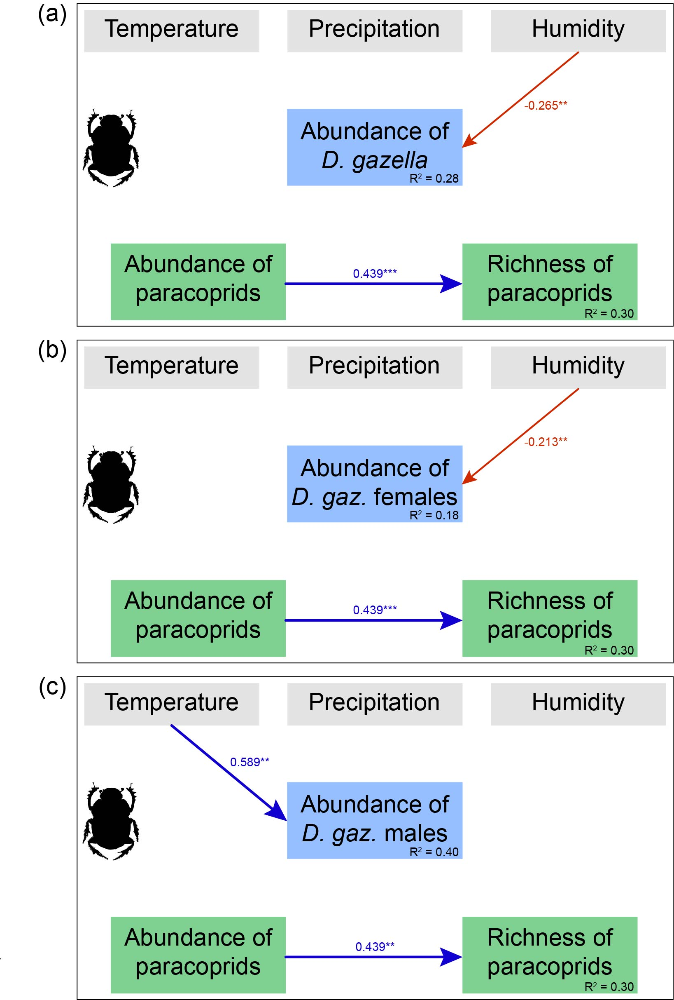 (a)
Temperature
Precipitation
Humidity
-0.265**
Abundance of
D. gazella
R² = 0.28
Abundance of
paracoprids
0.439***
Richness of
paracoprids
R² = 0.30
(b)
Temperature
Precipitation
Humidity
-0.213**
Abundance of
D. gaz. females
R² = 0.18
Abundance of
paracoprids
0.439***
Richness of
paracoprids
R² = 0.30
(c)
Temperature
Precipitation
Humidity
0.589**
Abundance of
D. gaz. males
R² = 0.40
Abundance of
paracoprids
0.439**
Richness of
paracoprids
R² = 0.30